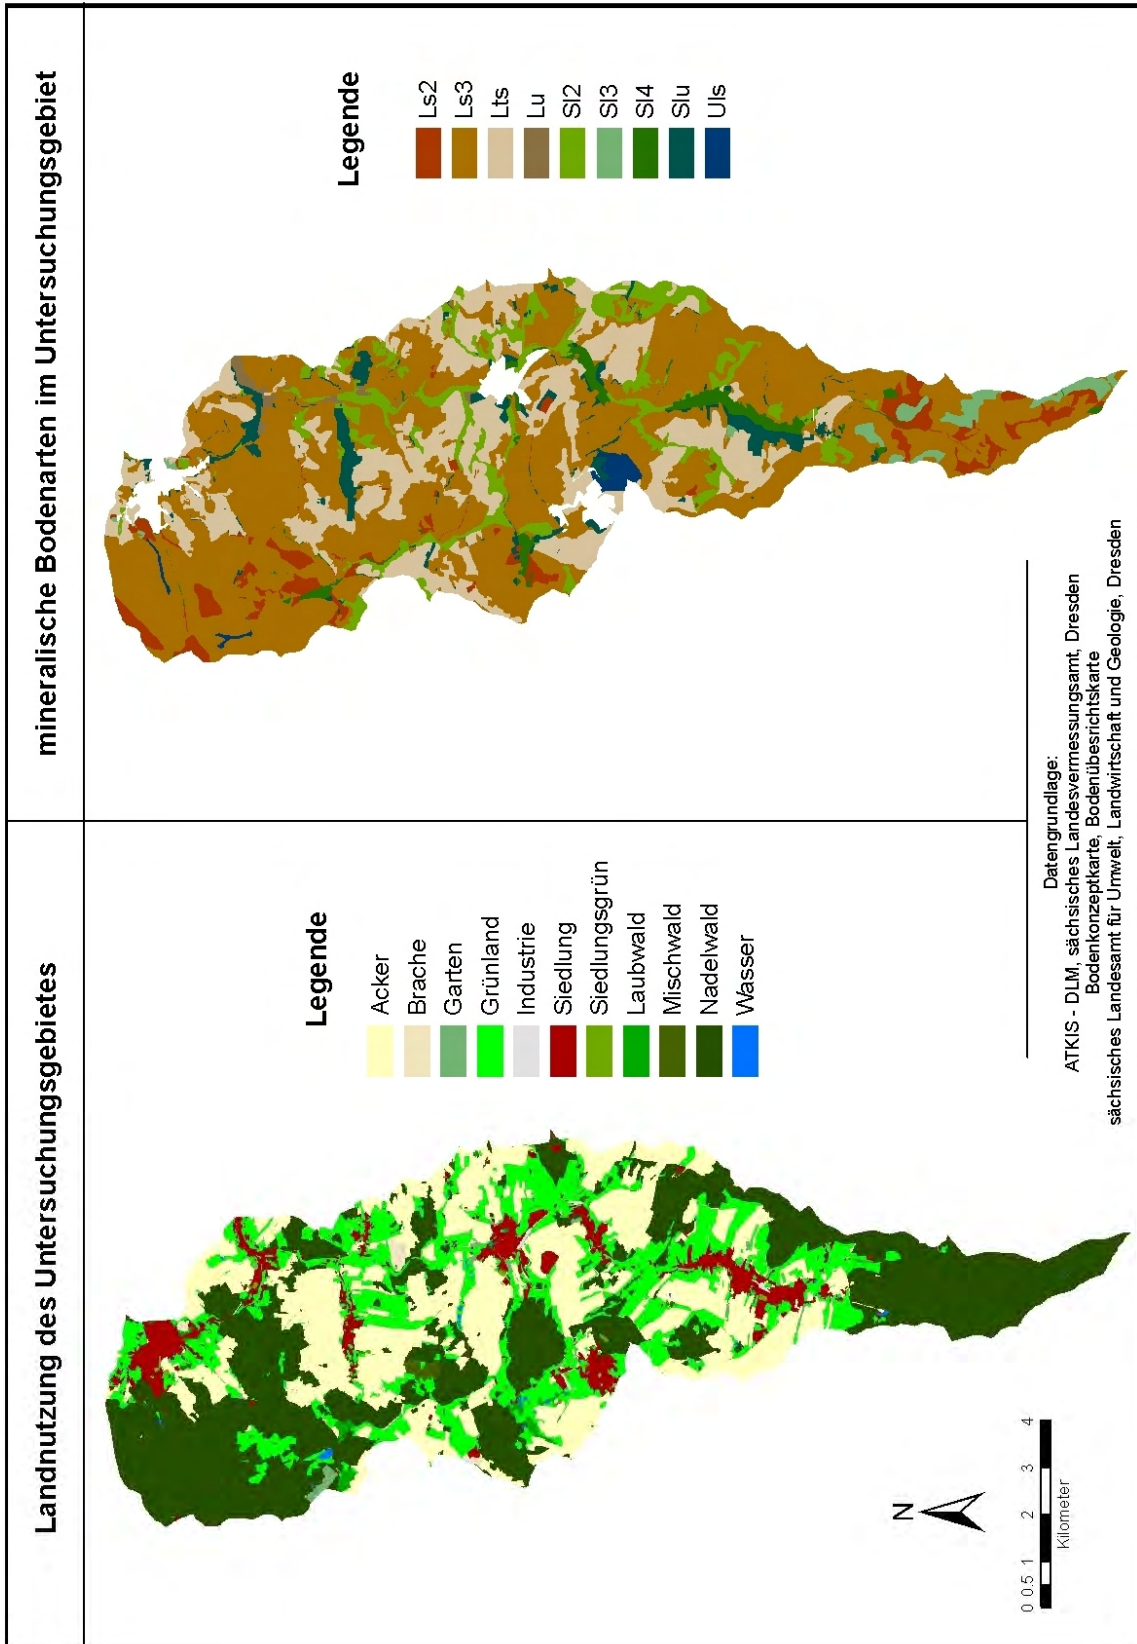 Landnutzung des Untersuchungsgebietes
mineralische Bodenarten im Untersuchungsgebiet
Legende
Acker
Brache
Garten
Grünland
Industrie
Siedlung
Siedlungsgrün
Laubwald
Mischwald
Nadelwald
Wasser
Legende
Ls2
Ls3
Lts
Lu
Sl2
Sl3
Sl4
Slu
Uls
N
0 0.5 1 2 3 4
Kilometer
Datengrundlage:
ATKIS - DLM, sächsisches Landesvermessungsamt, Dresden
Bodenkonzeptkarte, Bodenübesrichtskarte
sächsisches Landesamt für Umwelt, Landwirtschaft und Geologie, Dresden